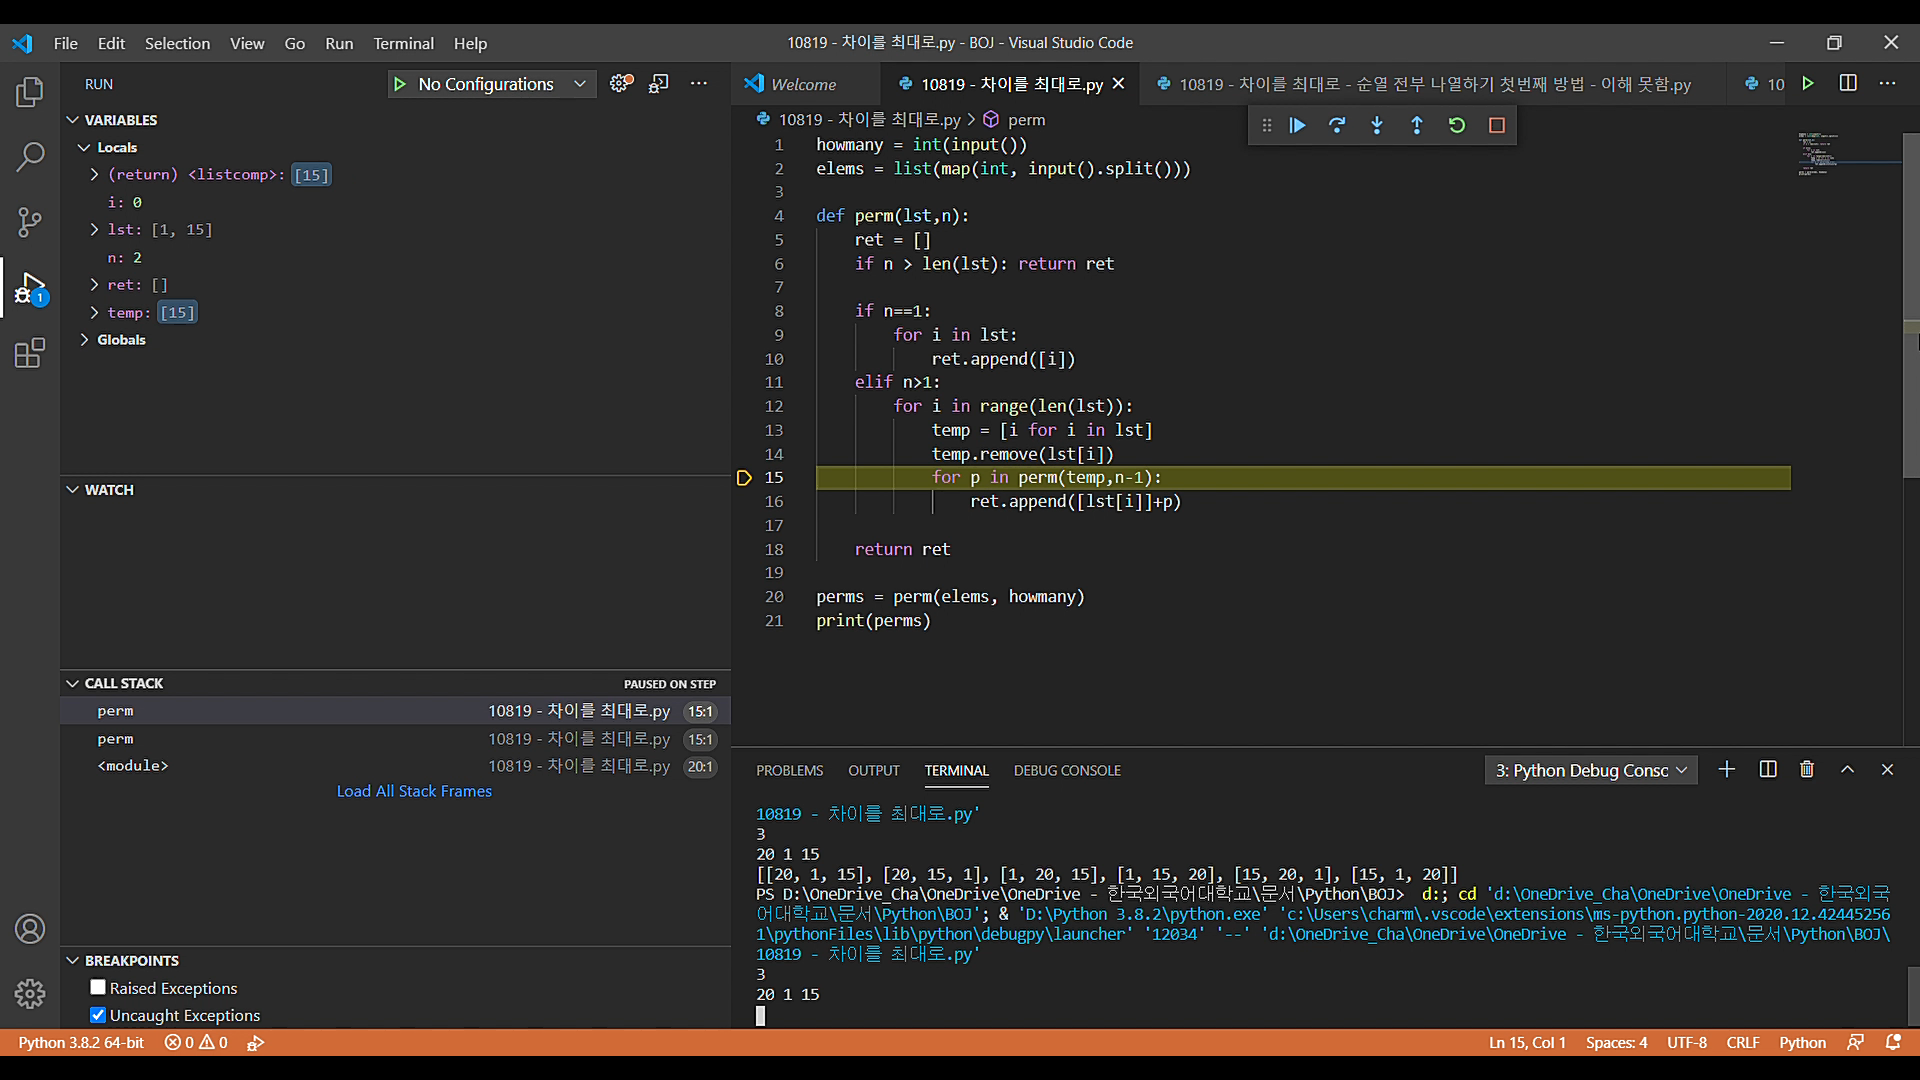 File Edit Selection View Go Run Terminal Help
10819 - 차이를 최대로.py - BOJ - Visual Studio Code
RUN
No Configurations
VARIABLES
Locals
(return) <listcomp>: [15]
i: 0
lst: [1, 15]
n: 2
ret: []
temp: [15]
Globals
WATCH
CALL STACK
PAUSED ON STEP
perm 10819 - 차이를 최대로.py 15:1
perm 10819 - 차이를 최대로.py 15:1
<module> 10819 - 차이를 최대로.py 20:1
Load All Stack Frames
BREAKPOINTS
Raised Exceptions
Uncaught Exceptions
Welcome
10819 - 차이를 최대로.py
10819 - 차이를 최대로 - 순열 전부 나열하기 첫번째 방법 - 이해 못함.py
10
10819 - 차이를 최대로.py > perm
1 howmany = int(input())
2 elems = list(map(int, input().split()))
3
4 def perm(lst,n):
5     ret = []
6     if n > len(lst): return ret
7
8     if n==1:
9         for i in lst:
10             ret.append([i])
11     elif n>1:
12         for i in range(len(lst)):
13             temp = [i for i in lst]
14             temp.remove(lst[i])
15             for p in perm(temp,n-1):
16                 ret.append([lst[i]]+p)
17
18     return ret
19
20 perms = perm(elems, howmany)
21 print(perms)
PROBLEMS OUTPUT TERMINAL DEBUG CONSOLE
3: Python Debug Consc
10819 - 차이를 최대로.py'
3
20 1 15
[[20, 1, 15], [20, 15, 1], [1, 20, 15], [1, 15, 20], [15, 20, 1], [15, 1, 20]]
PS D:\OneDrive_Cha\OneDrive\OneDrive - 한국외국어대학교\문서\Python\BOJ>  d:; cd 'd:\OneDrive_Cha\OneDrive\OneDrive - 한국외국
어대학교\문서\Python\BOJ'; & 'D:\Python 3.8.2\python.exe' 'c:\Users\charm\.vscode\extensions\ms-python.python-2020.12.42445256
1\pythonFiles\lib\python\debugpy\launcher' '12034' '--' 'd:\OneDrive_Cha\OneDrive\OneDrive - 한국외국어대학교\문서\Python\BOJ\
10819 - 차이를 최대로.py'
3
20 1 15
1
Python 3.8.2 64-bit 0 0
Ln 15, Col 1 Spaces: 4 UTF-8 CRLF Python